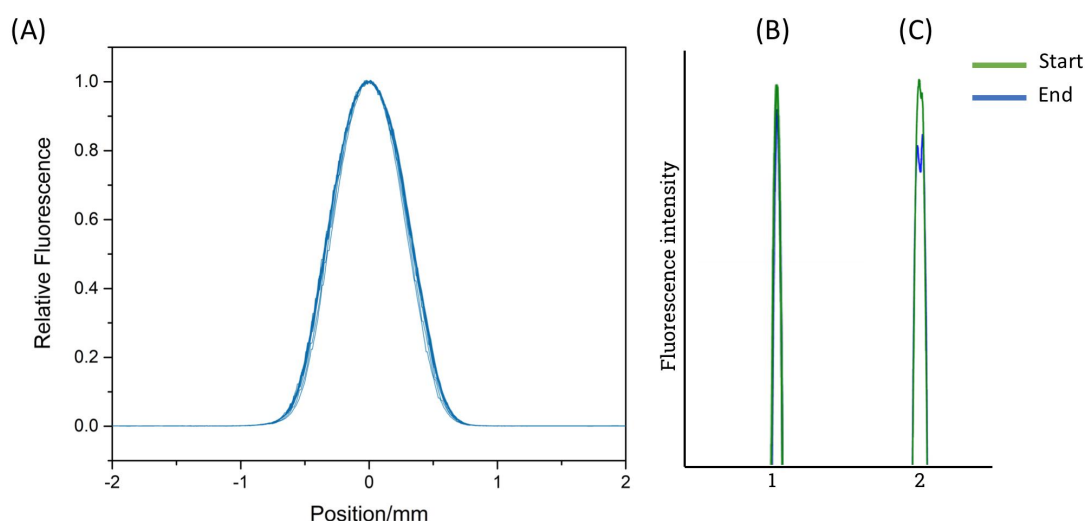 (A)
(B)
(C)
Start
End
1.0
0.8
0.6
0.4
0.2
0.0
Relative Fluorescence
-2
-1
0
1
2
Position/mm
Fluorescence intensity
1
2